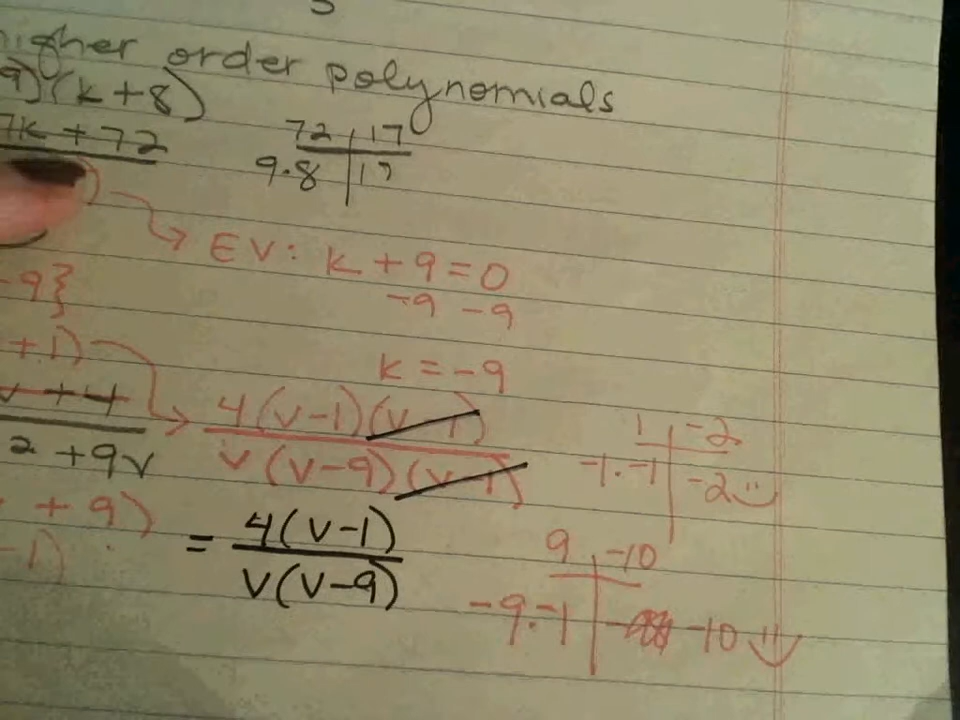 higher order polynomials
9)(k+8)
7k + 72
72 | 17
9·8 | 17
EV: k + 9 = 0
-9 -9
-9}
k = -9
+1)
v + 4
4(v-1)(v-1)
2 + 9v
v(v-9)(v-1)
1 | -2
-1·-1 | -2
+ 9)
-1)
= 4(v-1)
v(v-9)
9 | -10
-9·-1 | -10